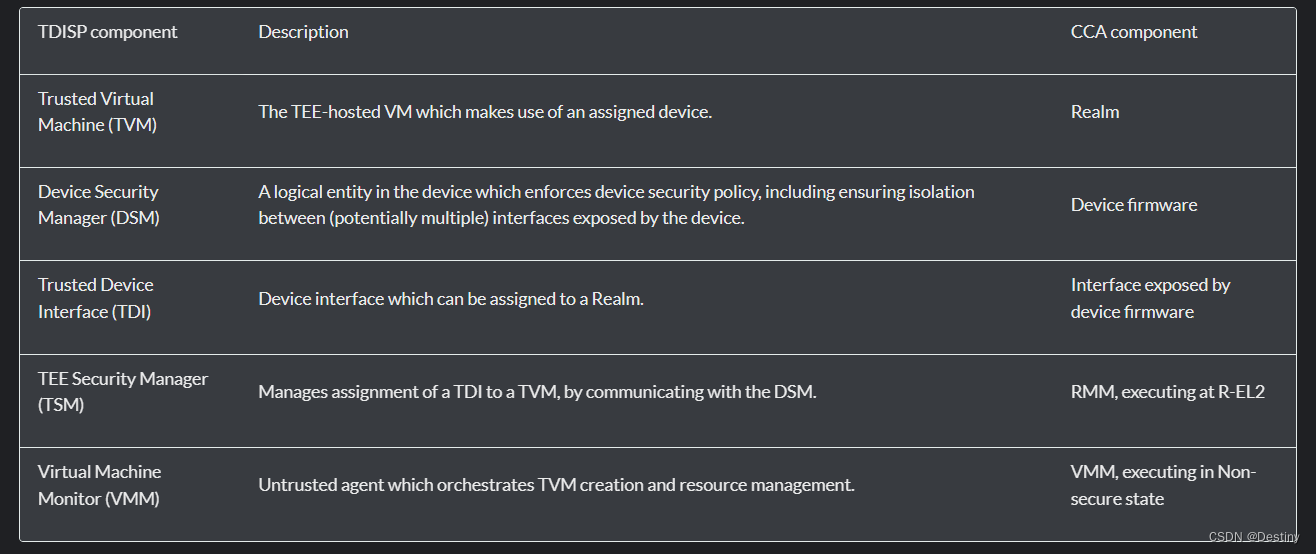 TDISP component Description CCA component
Trusted Virtual
Machine (TVM)
The TEE-hosted VM which makes use of an assigned device.
Realm
Device Security
Manager (DSM)
A logical entity in the device which enforces device security policy, including ensuring isolation
between (potentially multiple) interfaces exposed by the device.
Device firmware
Trusted Device
Interface (TDI)
Device interface which can be assigned to a Realm.
Interface exposed by
device firmware
TEE Security Manager
(TSM)
Manages assignment of a TDI to a TVM, by communicating with the DSM.
RMM, executing at R-EL2
Virtual Machine
Monitor (VMM)
Untrusted agent which orchestrates TVM creation and resource management.
VMM, executing in Non-
secure state
CSDN @Destiny